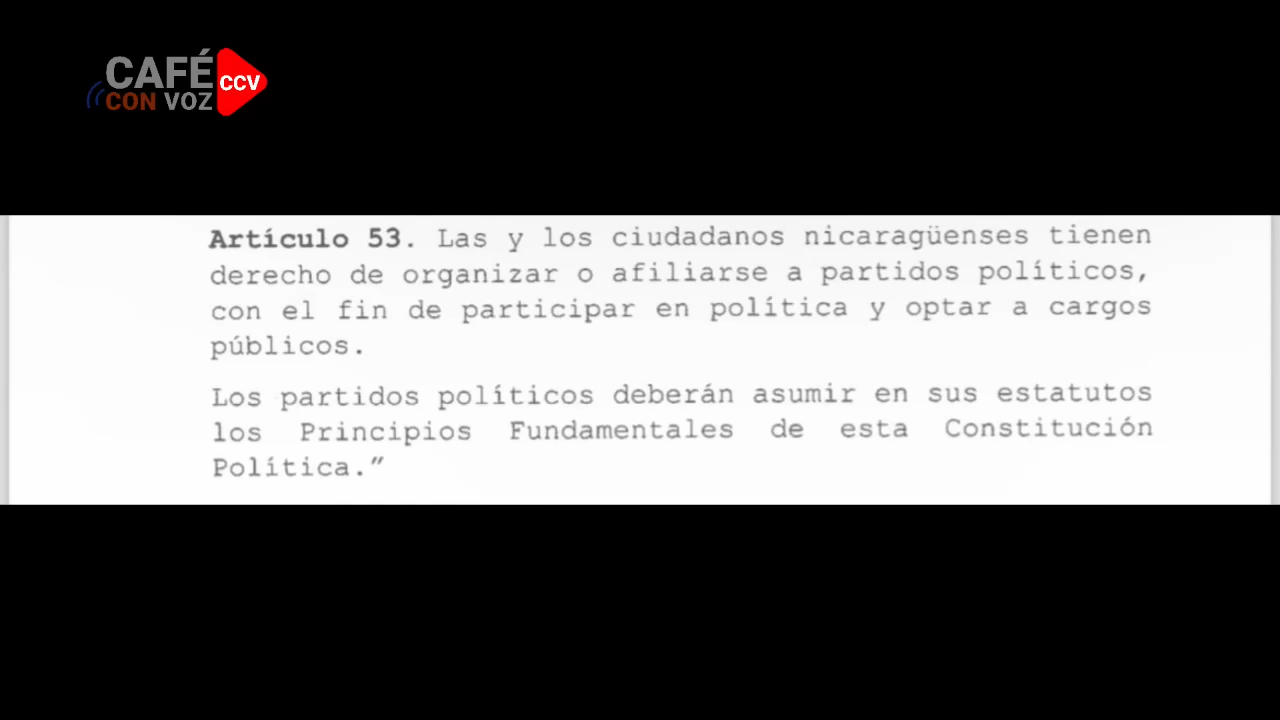 CAFÉ
CON VOZ
CCV
Artículo 53. Las y los ciudadanos nicaragüenses tienen
derecho de organizar o afiliarse a partidos políticos,
con el fin de participar en política y optar a cargos
públicos.
Los partidos políticos deberán asumir en sus estatutos
los Principios Fundamentales de esta Constitución
Política.”